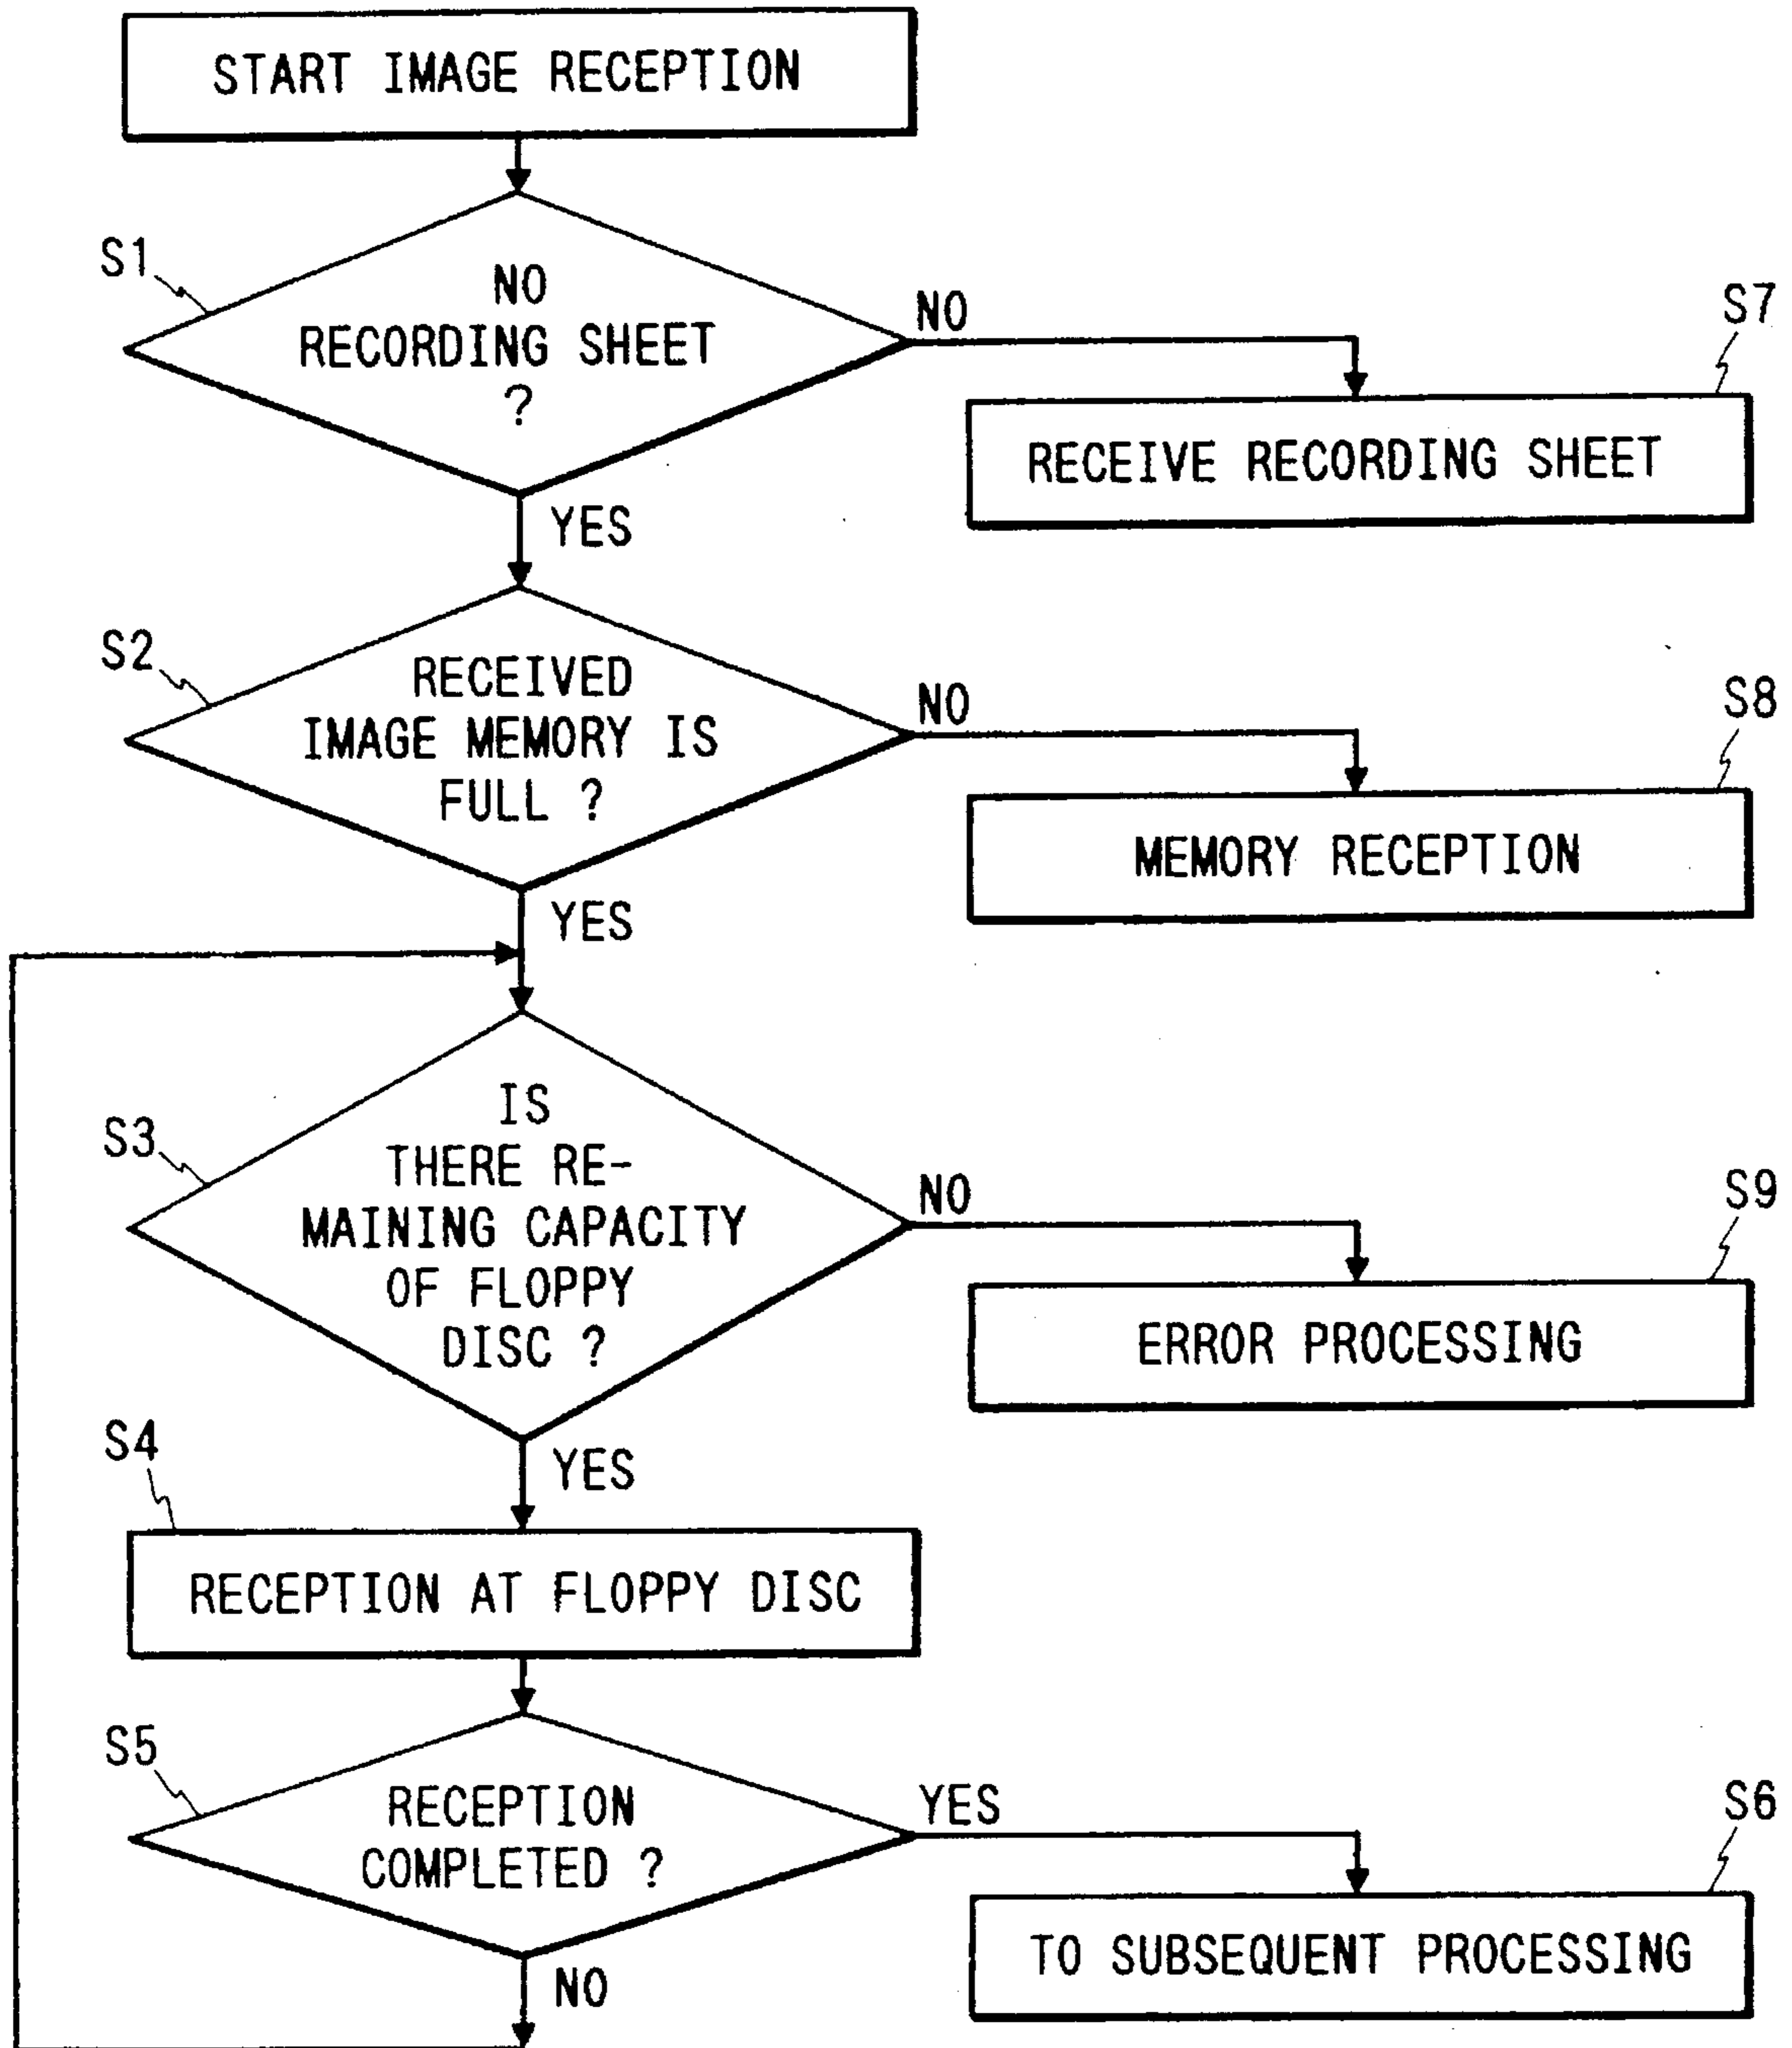 START IMAGE RECEPTION
S1
NO
RECORDING SHEET
?
NO
S7
RECEIVE RECORDING SHEET
YES
S2
RECEIVED
IMAGE MEMORY IS
FULL ?
NO
S8
MEMORY RECEPTION
YES
S3
IS
THERE RE-
MAINING CAPACITY
OF FLOPPY
DISC ?
NO
S9
ERROR PROCESSING
YES
S4
RECEPTION AT FLOPPY DISC
S5
RECEPTION
COMPLETED ?
YES
S6
TO SUBSEQUENT PROCESSING
NO